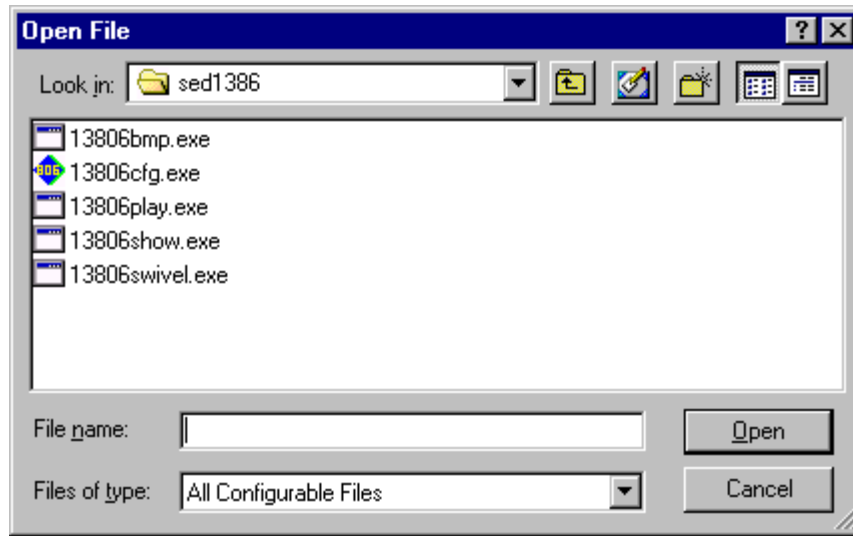 Open File
Look in: sed1386
13806bmp.exe
806 13806cfg.exe
13806play.exe
13806show.exe
13806swivel.exe
File name: Open
Files of type: All Configurable Files Cancel